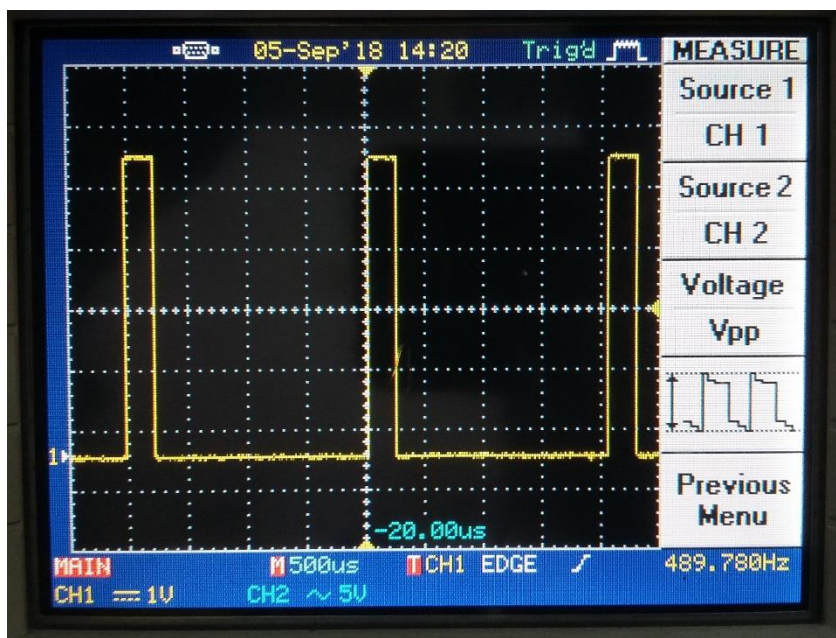 05-Sep'18 14:20 Trig'd MEASURE
Source 1
CH 1
Source 2
CH 2
Voltage
Vpp
1
Previous
Menu
-20.00us
MAIN M 500us T CH1 EDGE 489.780Hz
CH1 1V CH2 5V